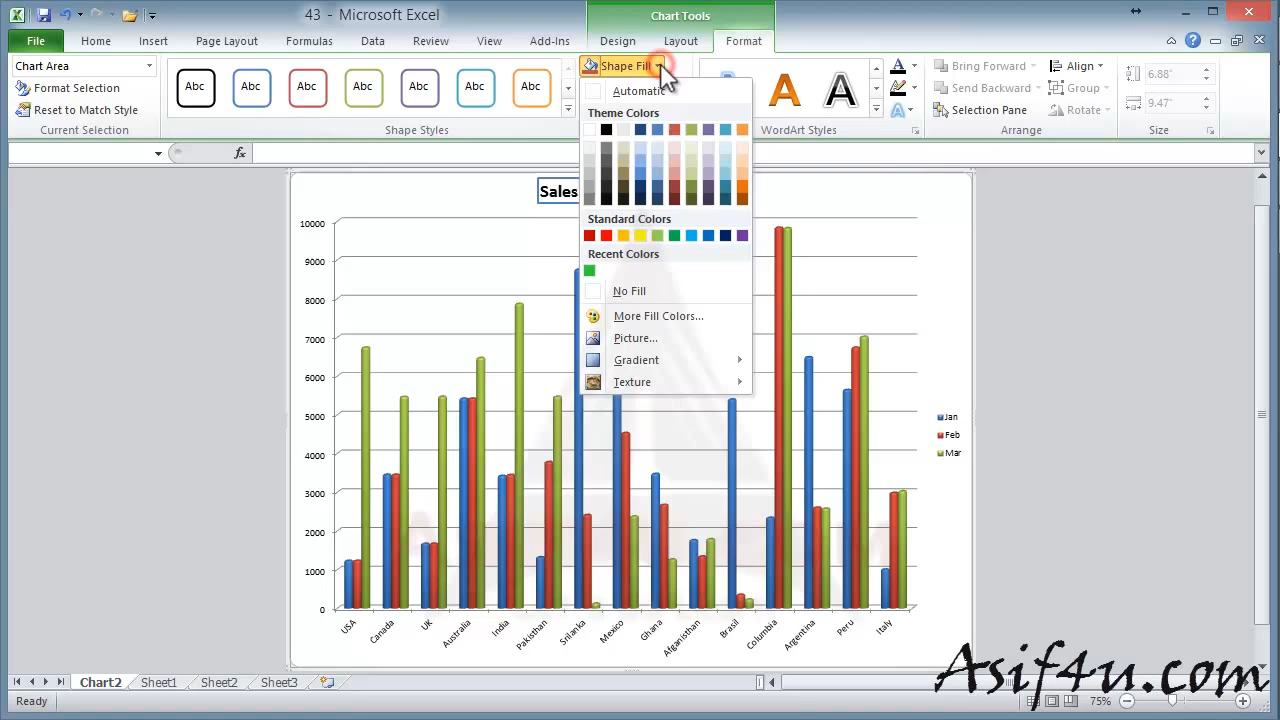 43 - Microsoft Excel
Chart Tools
File Home Insert Page Layout Formulas Data Review View Add-Ins Design Layout Format
Chart Area
Format Selection
Reset to Match Style
Current Selection
Abc Abc Abc Abc Abc Abc Abc
Shape Styles
Shape Fill
Automatic
Theme Colors
Standard Colors
Recent Colors
No Fill
More Fill Colors...
Picture...
Gradient
Texture
A A A A
WordArt Styles
Bring Forward
Send Backward
Selection Pane
Align
Group
Rotate
Arrange
6.88"
9.47"
Size
fx
Sales
10000
9000
8000
7000
6000
5000
4000
3000
2000
1000
0
USA Canada UK Australia India Pakisthan Srilanka Mexico Ghana Afganisthan Brasil Columbia Argentina Peru Italy
Jan
Feb
Mar
Asif4u.com
Chart2 Sheet1 Sheet2 Sheet3
Ready
75%